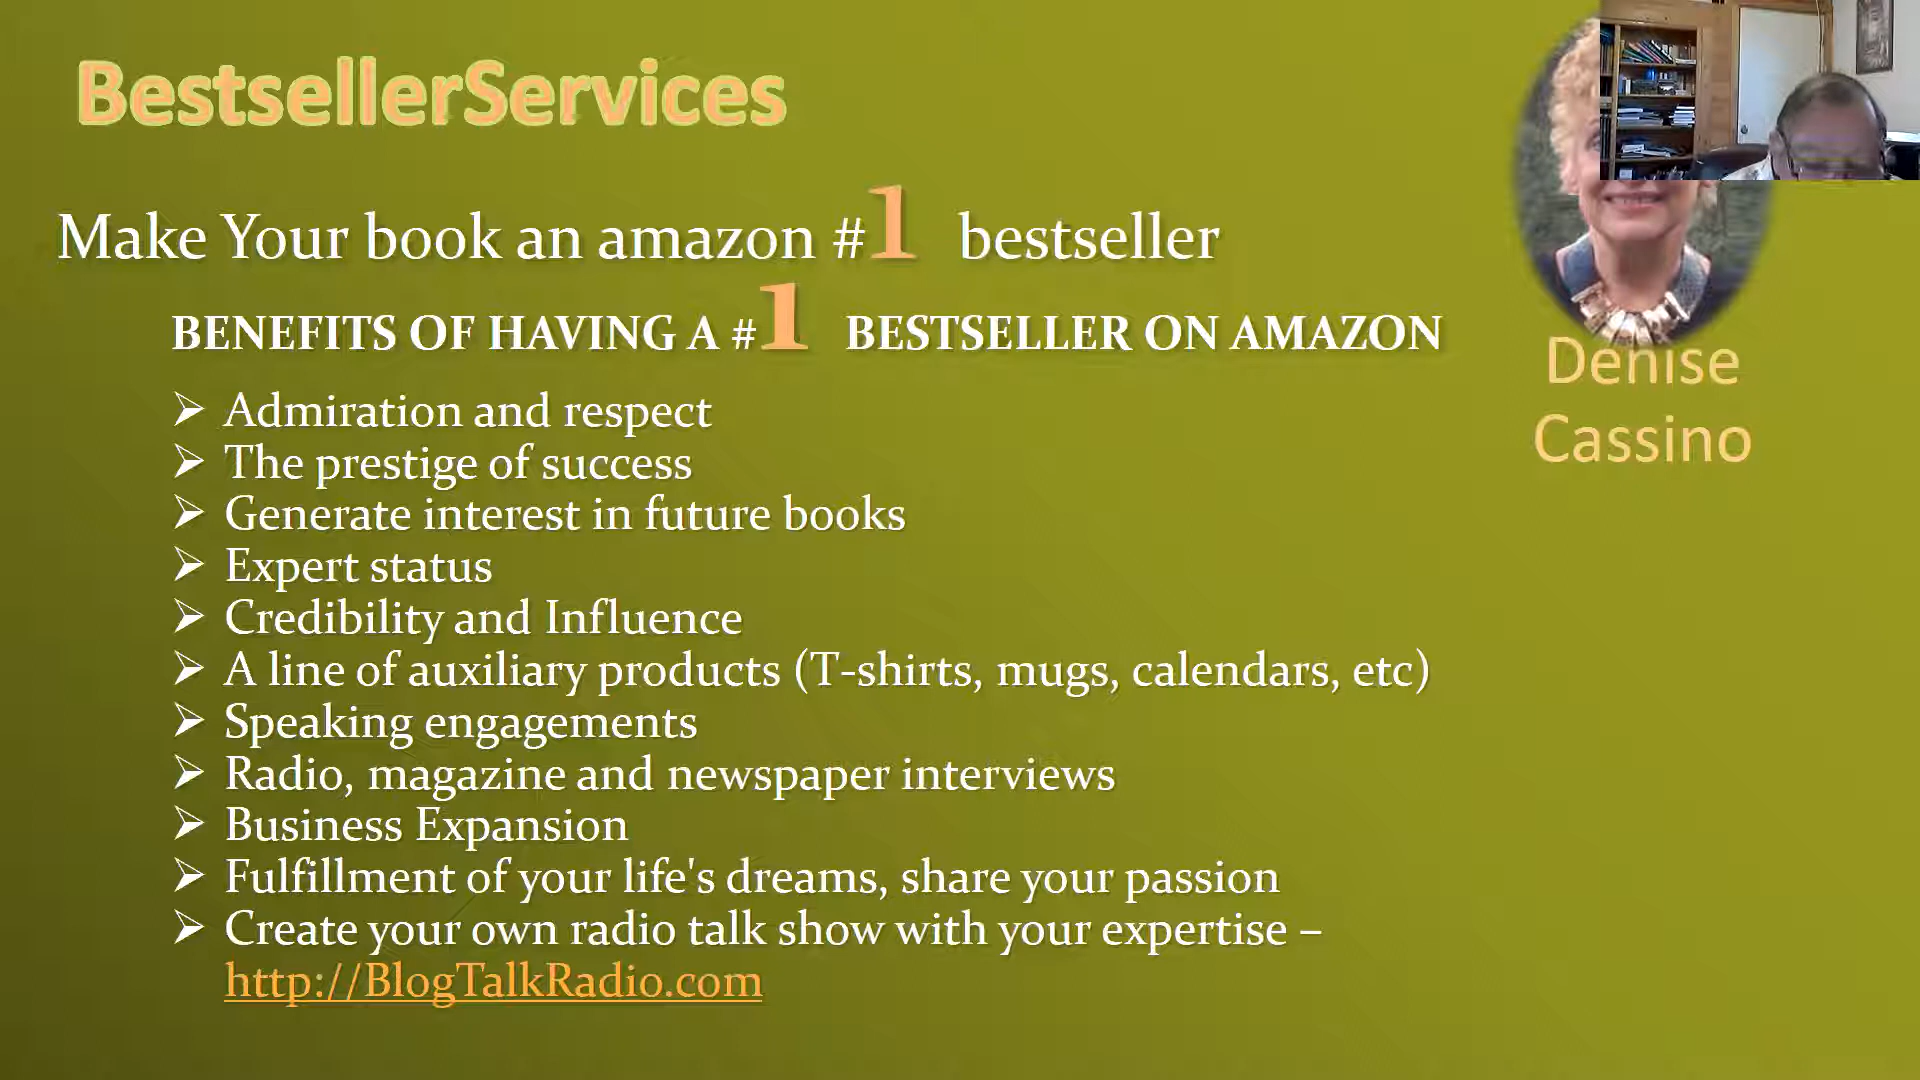 BestsellerServices
Make Your book an amazon #1 bestseller
BENEFITS OF HAVING A #1 BESTSELLER ON AMAZON
Denise
Cassino
Admiration and respect
The prestige of success
Generate interest in future books
Expert status
Credibility and Influence
A line of auxiliary products (T-shirts, mugs, calendars, etc)
Speaking engagements
Radio, magazine and newspaper interviews
Business Expansion
Fulfillment of your life's dreams, share your passion
Create your own radio talk show with your expertise –
http://BlogTalkRadio.com